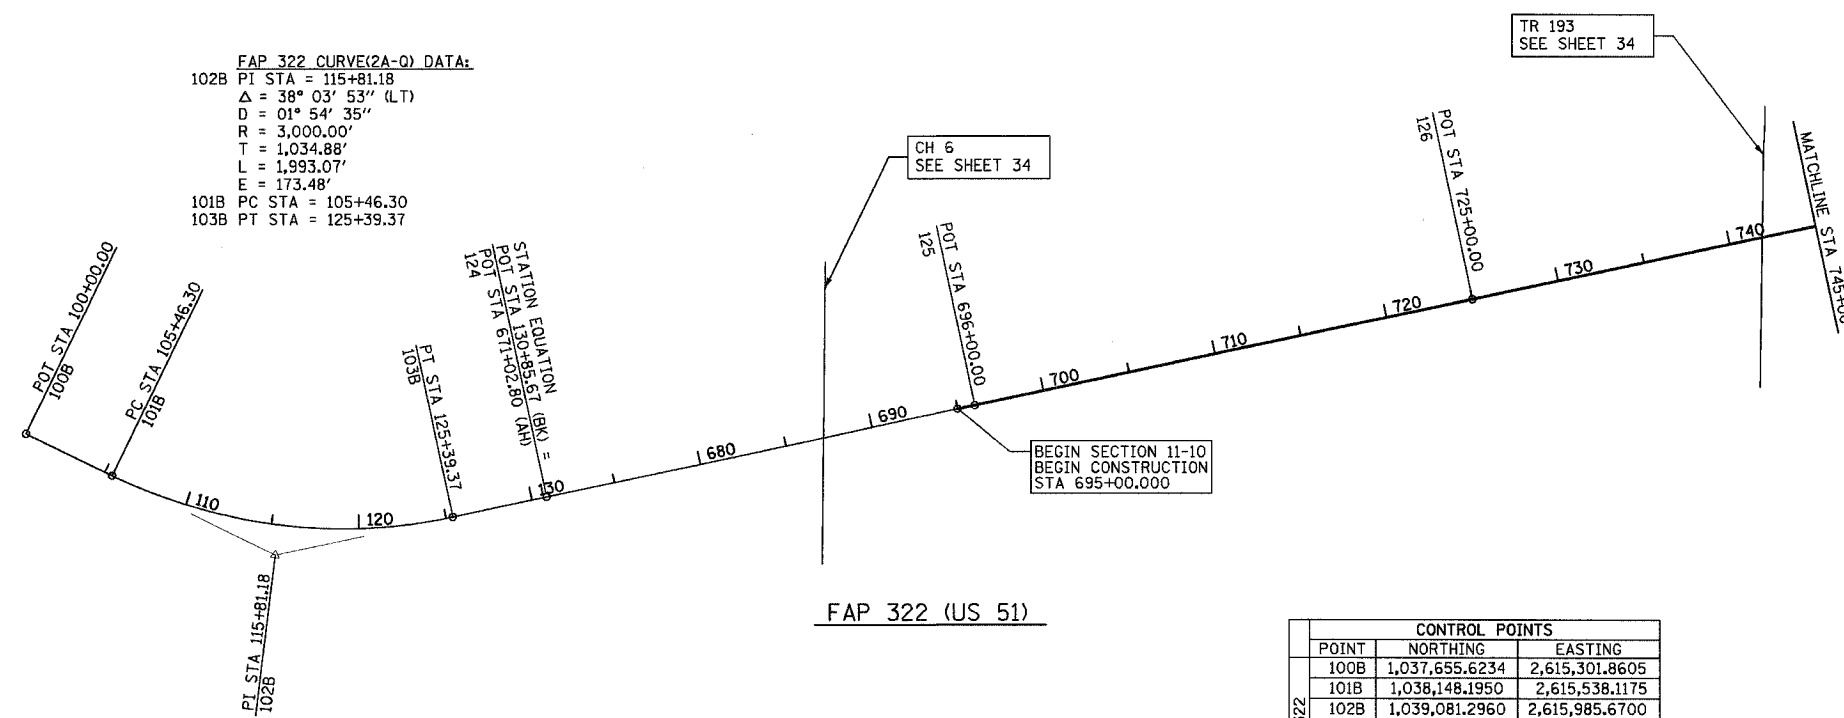 FAP 322 CURVE(2A-Q) DATA:
102B PI STA = 115+81.18
Δ = 38° 03' 53" (LT)
D = 01° 54' 35"
R = 3,000.00'
T = 1,034.88'
L = 1,993.07'
E = 173.48'
101B PC STA = 105+46.30
103B PT STA = 125+39.37
POT STA 100+00.00
100B
PC STA 105+46.30
101B
110
PI STA 115+81.18
102B
120
PT STA 125+39.37
103B
STATION EQUATION
POT STA 130+85.67 (BK) =
POT STA 671+02.80 (AH)
124
130
680
CH 6
SEE SHEET 34
690
POT STA 696+00.00
125
BEGIN SECTION 11-10
BEGIN CONSTRUCTION
STA 695+00.000
700
710
720
POT STA 725+00.00
126
730
TR 193
SEE SHEET 34
740
MATCHLINE STA 745+00
FAP 322 (US 51)
CONTROL POINTS
POINT NORTHING EASTING
100B 1,037,655.6234 2,615,301.8605
101B 1,038,148.1950 2,615,538.1175
102B 1,039,081.2960 2,615,985.6700
322